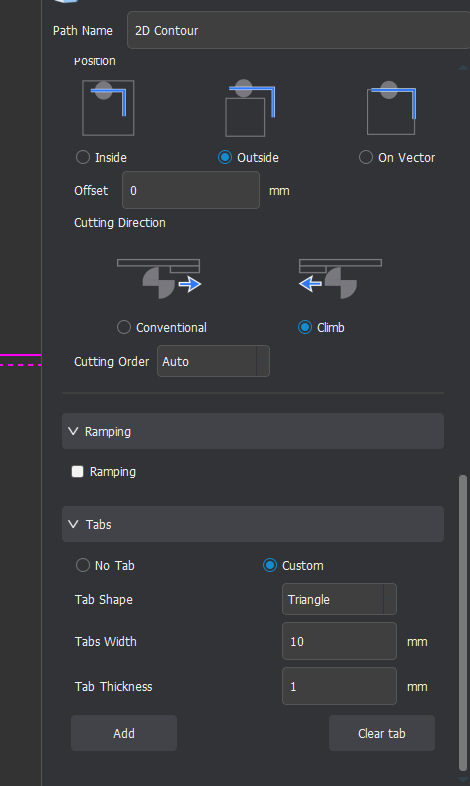 Path Name 2D Contour
Position
Inside Outside On Vector
Offset 0 mm
Cutting Direction
Conventional Climb
Cutting Order Auto
Ramping
Ramping
Tabs
No Tab Custom
Tab Shape Triangle
Tabs Width 10 mm
Tab Thickness 1 mm
Add Clear tab